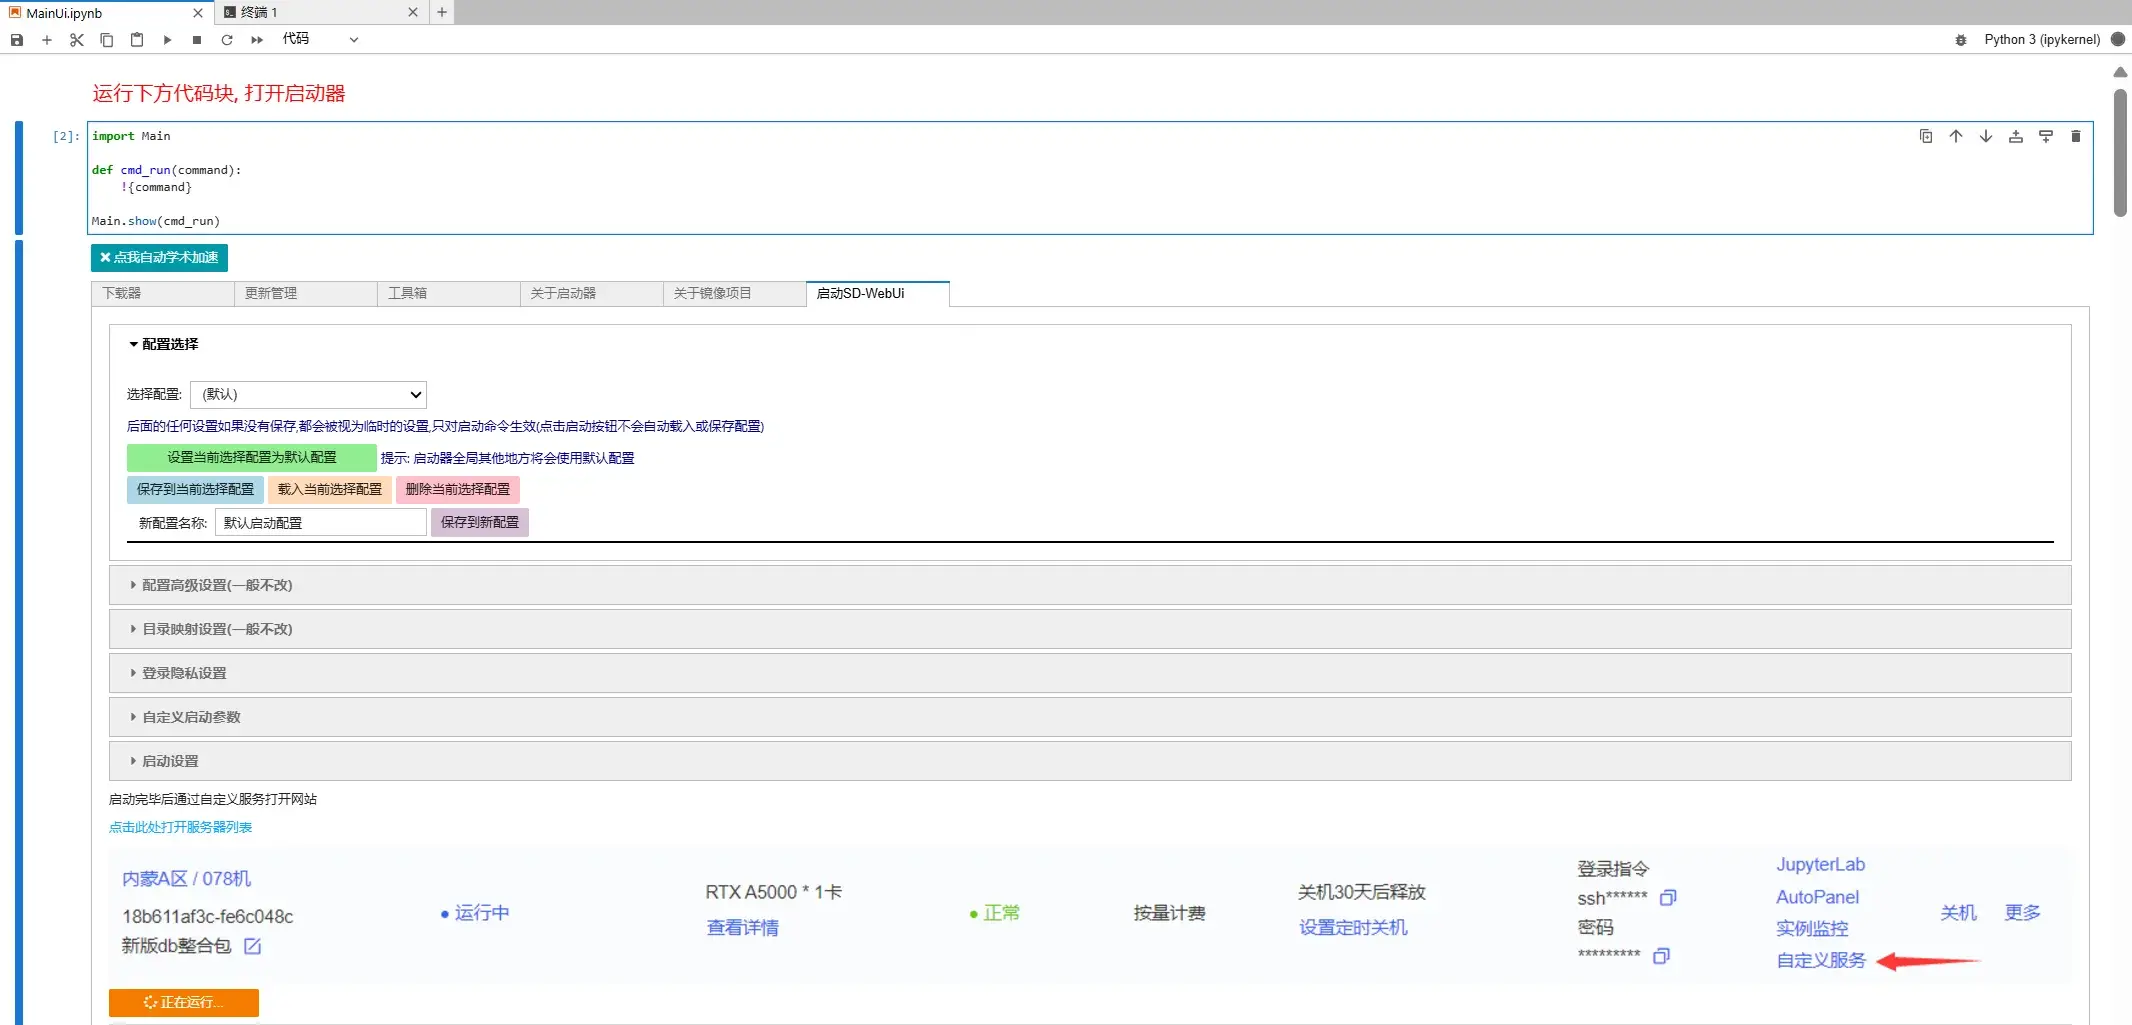 MainUi.ipynb
终端 1
代码
Python 3 (ipykernel)
运行下方代码块, 打开启动器
[2]:
import Main
def cmd_run(command):
!{command}
Main.show(cmd_run)
点我自动学术加速
下载器
更新管理
工具箱
关于启动器
关于镜像项目
启动SD-WebUi
配置选择
选择配置: (默认)
后面的任何设置如果没有保存,都会被视为临时的设置,只对启动命令生效(点击启动按钮不会自动载入或保存配置)
设置当前选择配置为默认配置 提示: 启动器全局其他地方将会使用默认配置
保存到当前选择配置 载入当前选择配置 删除当前选择配置
新配置名称: 默认启动配置 保存到新配置
配置高级设置(一般不改)
目录映射设置(一般不改)
登录隐私设置
自定义启动参数
启动设置
启动完毕后通过自定义服务打开网站
点击此处打开服务器列表
内蒙A区 / 078机
18b611af3c-fe6c048c
新版db整合包
运行中
RTX A5000 * 1卡
查看详情
正常
按量计费
关机30天后释放
设置定时关机
登录指令
ssh******
密码
*********
JupyterLab
AutoPanel
实例监控
自定义服务
关机
更多
正在运行...